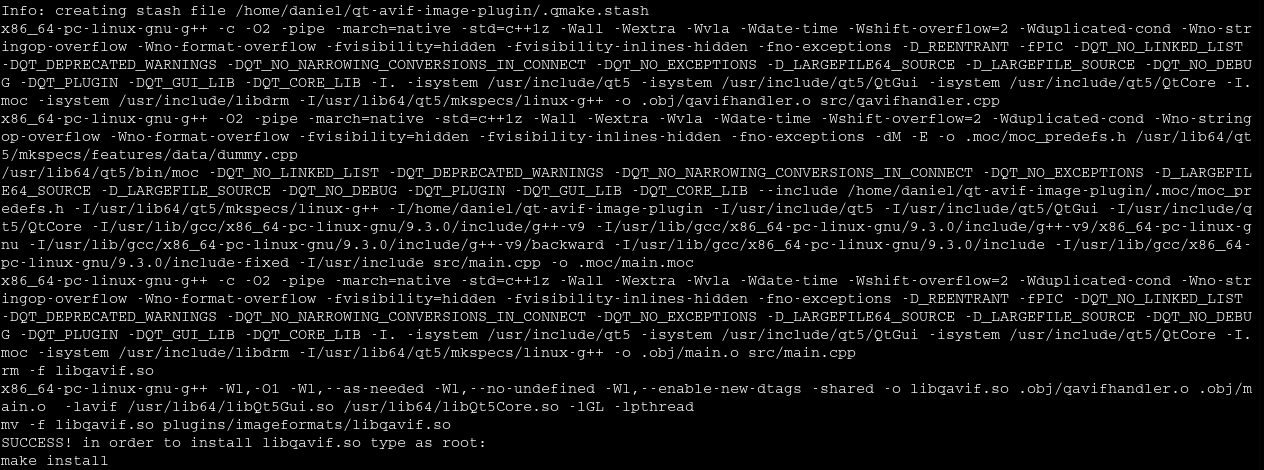 Info: creating stash file /home/daniel/qt-avif-image-plugin/.qmake.stash
x86_64-pc-linux-gnu-g++ -c -O2 -pipe -march=native -std=c++1z -Wall -Wextra -Wvla -Wdate-time -Wshift-overflow=2 -Wduplicated-cond -Wno-str
ingop-overflow -Wno-format-overflow -fvisibility=hidden -fvisibility-inlines-hidden -fno-exceptions -D_REENTRANT -fPIC -DQT_NO_LINKED_LIST
-DQT_DEPRECATED_WARNINGS -DQT_NO_NARROWING_CONVERSIONS_IN_CONNECT -DQT_NO_EXCEPTIONS -D_LARGEFILE64_SOURCE -D_LARGEFILE_SOURCE -DQT_NO_DEBU
G -DQT_PLUGIN -DQT_GUI_LIB -DQT_CORE_LIB -I. -isystem /usr/include/qt5 -isystem /usr/include/qt5/QtGui -isystem /usr/include/qt5/QtCore -I.
moc -isystem /usr/include/libdrm -I/usr/lib64/qt5/mkspecs/linux-g++ -o .obj/qavifhandler.o src/qavifhandler.cpp
x86_64-pc-linux-gnu-g++ -O2 -pipe -march=native -std=c++1z -Wall -Wextra -Wvla -Wdate-time -Wshift-overflow=2 -Wduplicated-cond -Wno-string
op-overflow -Wno-format-overflow -fvisibility=hidden -fvisibility-inlines-hidden -fno-exceptions -dM -E -o .moc/moc_predefs.h /usr/lib64/qt
5/mkspecs/features/data/dummy.cpp
/usr/lib64/qt5/bin/moc -DQT_NO_LINKED_LIST -DQT_DEPRECATED_WARNINGS -DQT_NO_NARROWING_CONVERSIONS_IN_CONNECT -DQT_NO_EXCEPTIONS -D_LARGEFIL
E64_SOURCE -D_LARGEFILE_SOURCE -DQT_NO_DEBUG -DQT_PLUGIN -DQT_GUI_LIB -DQT_CORE_LIB --include /home/daniel/qt-avif-image-plugin/.moc/moc_pr
edefs.h -I/usr/lib64/qt5/mkspecs/linux-g++ -I/home/daniel/qt-avif-image-plugin -I/usr/include/qt5 -I/usr/include/qt5/QtGui -I/usr/include/q
t5/QtCore -I/usr/lib/gcc/x86_64-pc-linux-gnu/9.3.0/include/g++-v9 -I/usr/lib/gcc/x86_64-pc-linux-gnu/9.3.0/include/g++-v9/x86_64-pc-linux-g
nu -I/usr/lib/gcc/x86_64-pc-linux-gnu/9.3.0/include/g++-v9/backward -I/usr/lib/gcc/x86_64-pc-linux-gnu/9.3.0/include -I/usr/lib/gcc/x86_64-
pc-linux-gnu/9.3.0/include-fixed -I/usr/include src/main.cpp -o .moc/main.moc
x86_64-pc-linux-gnu-g++ -c -O2 -pipe -march=native -std=c++1z -Wall -Wextra -Wvla -Wdate-time -Wshift-overflow=2 -Wduplicated-cond -Wno-str
ingop-overflow -Wno-format-overflow -fvisibility=hidden -fvisibility-inlines-hidden -fno-exceptions -D_REENTRANT -fPIC -DQT_NO_LINKED_LIST
-DQT_DEPRECATED_WARNINGS -DQT_NO_NARROWING_CONVERSIONS_IN_CONNECT -DQT_NO_EXCEPTIONS -D_LARGEFILE64_SOURCE -D_LARGEFILE_SOURCE -DQT_NO_DEBU
G -DQT_PLUGIN -DQT_GUI_LIB -DQT_CORE_LIB -I. -isystem /usr/include/qt5 -isystem /usr/include/qt5/QtGui -isystem /usr/include/qt5/QtCore -I.
moc -isystem /usr/include/libdrm -I/usr/lib64/qt5/mkspecs/linux-g++ -o .obj/main.o src/main.cpp
rm -f libqavif.so
x86_64-pc-linux-gnu-g++ -Wl,-O1 -Wl,--as-needed -Wl,--no-undefined -Wl,--enable-new-dtags -shared -o libqavif.so .obj/qavifhandler.o .obj/m
ain.o  -lavif /usr/lib64/libQt5Gui.so /usr/lib64/libQt5Core.so -lGL -lpthread
mv -f libqavif.so plugins/imageformats/libqavif.so
SUCCESS! in order to install libqavif.so type as root:
make install